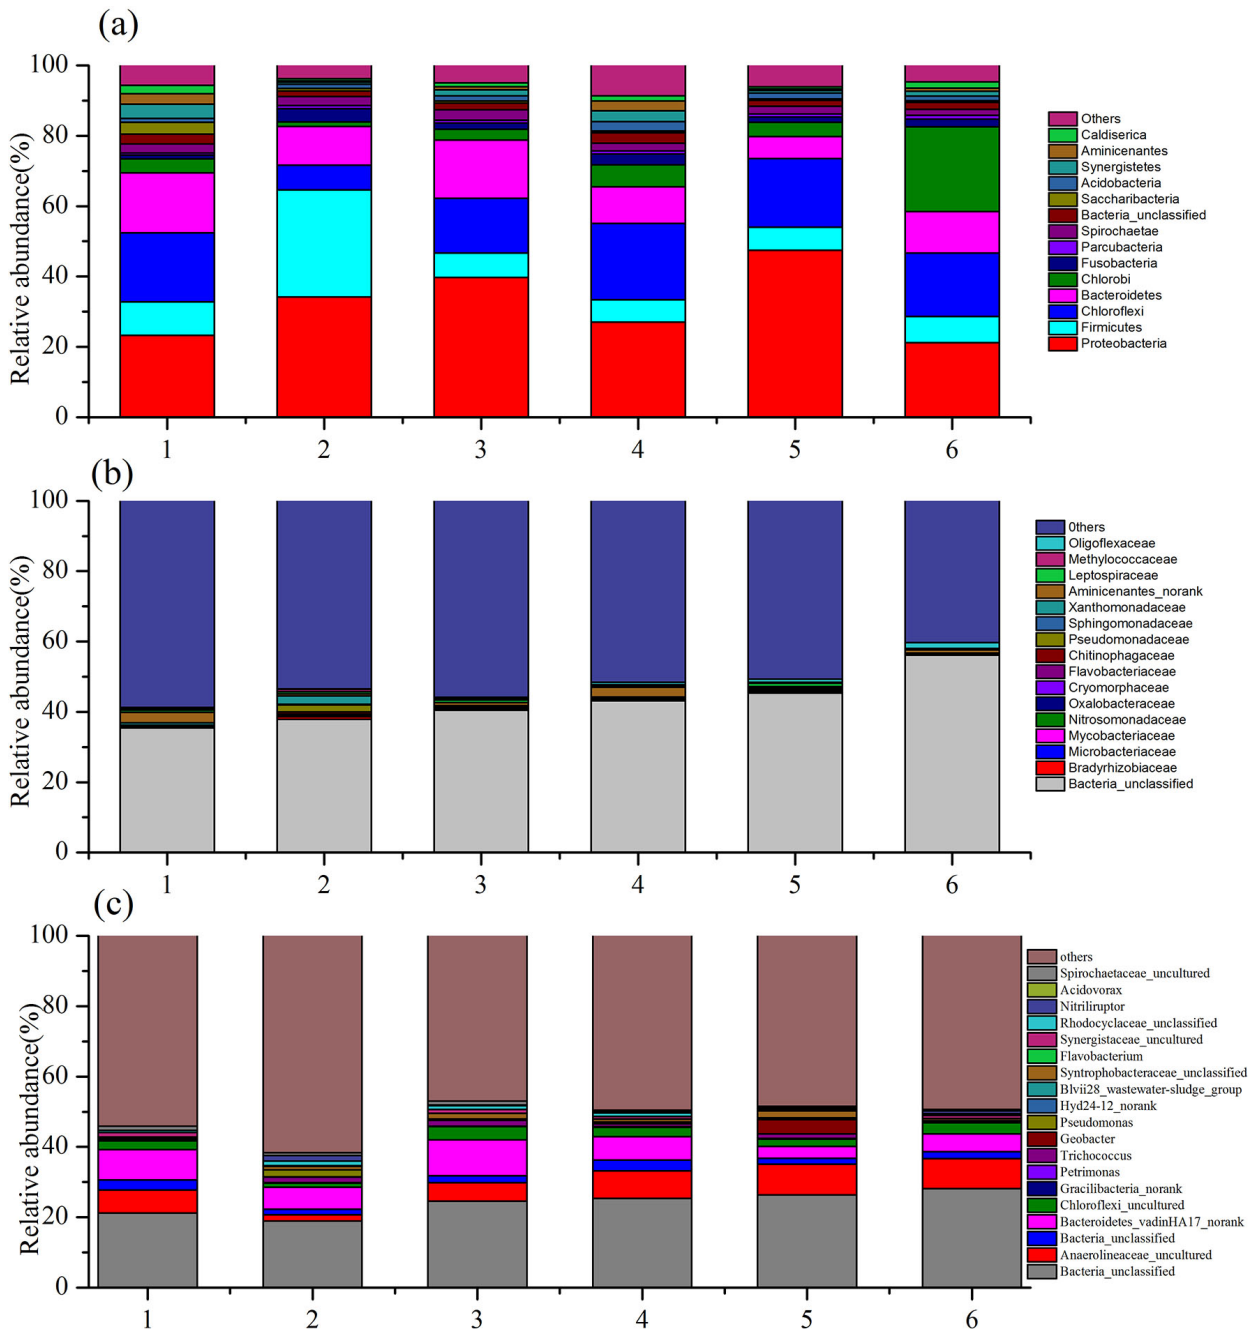 (a)
100
80
60
40
20
0
Relative abundance(%)
1 2 3 4 5 6
Others
Caldiserica
Aminicenantes
Synergistetes
Acidobacteria
Saccharibacteria
Bacteria_unclassified
Spirochaetae
Parcubacteria
Fusobacteria
Chlorobi
Bacteroidetes
Chloroflexi
Firmicutes
Proteobacteria
(b)
100
80
60
40
20
0
Relative abundance(%)
1 2 3 4 5 6
0thers
Oligoflexaceae
Methylococcaceae
Leptospiraceae
Aminicenantes_norank
Xanthomonadaceae
Sphingomonadaceae
Pseudomonadaceae
Chitinophagaceae
Flavobacteriaceae
Cryomorphaceae
Oxalobacteraceae
Nitrosomonadaceae
Mycobacteriaceae
Microbacteriaceae
Bradyrhizobiaceae
Bacteria_unclassified
(c)
100
80
60
40
20
0
Relative abundance(%)
1 2 3 4 5 6
others
Spirochaetaceae_uncultured
Acidovorax
Nitriliruptor
Rhodocyclaceae_unclassified
Synergistaceae_uncultured
Flavobacterium
Syntrophobacteraceae_unclassified
Blvii28_wastewater-sludge_group
Hyd24-12_norank
Pseudomonas
Geobacter
Trichococcus
Petrimonas
Gracilibacteria_norank
Chloroflexi_uncultured
Bacteroidetes_vadinHA17_norank
Bacteria_unclassified
Anaerolineaceae_uncultured
Bacteria_unclassified